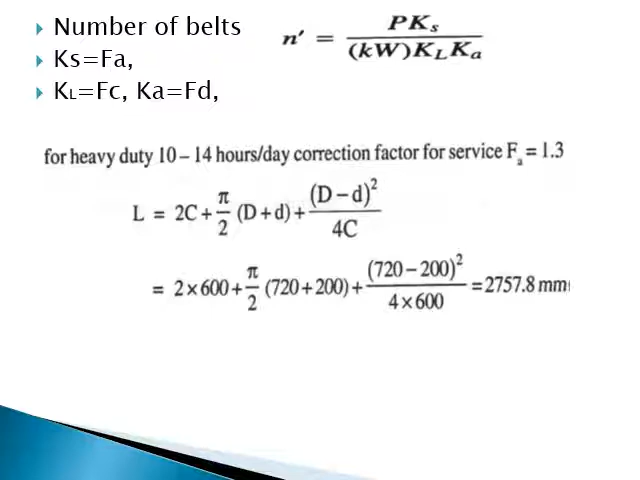 Number of belts
n' = PKs / (kW)KLKa
Ks=Fa,
KL=Fc, Ka=Fd,
for heavy duty 10 – 14 hours/day correction factor for service Fa = 1.3
L = 2C + π/2 (D + d) + (D – d)² / 4C
= 2 × 600 + π/2 (720 + 200) + (720 – 200)² / 4 × 600 = 2757.8 mm